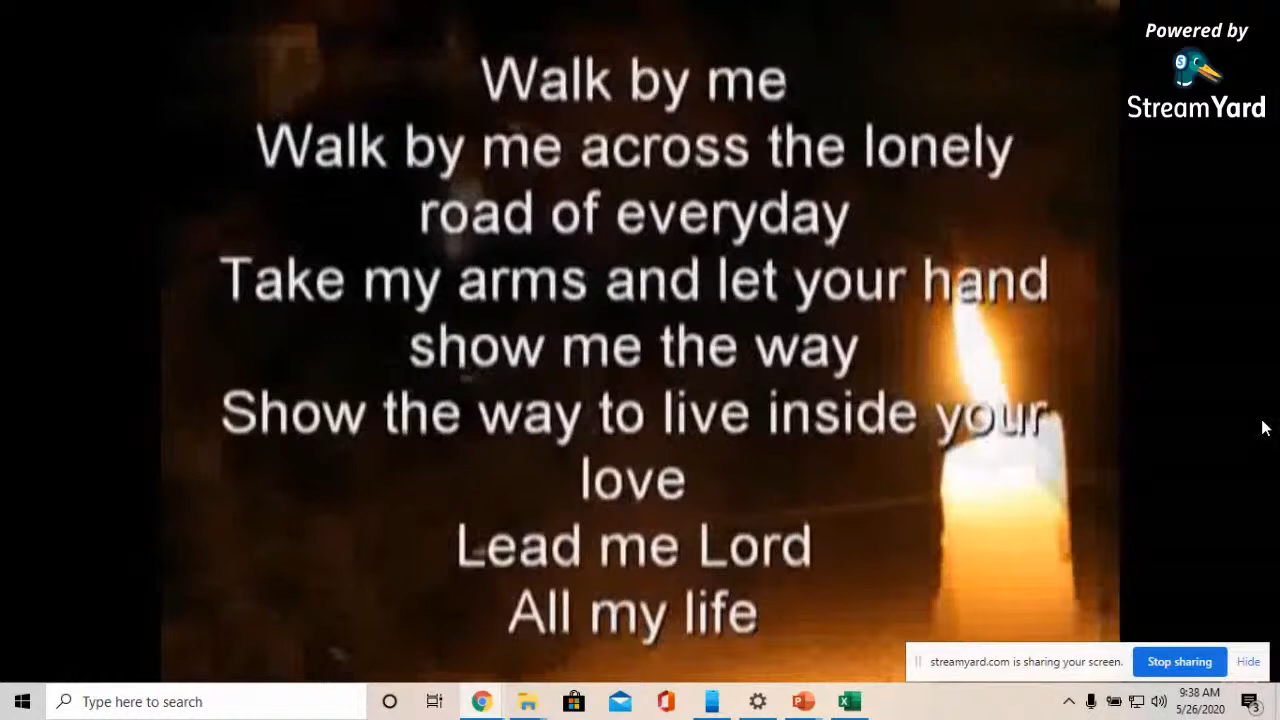 Powered by
StreamYard
Walk by me
Walk by me across the lonely
road of everyday
Take my arms and let your hand
show me the way
Show the way to live inside your
love
Lead me Lord
All my life
streamyard.com is sharing your screen.
Stop sharing
Hide
Type here to search
9:38 AM
5/26/2020
3